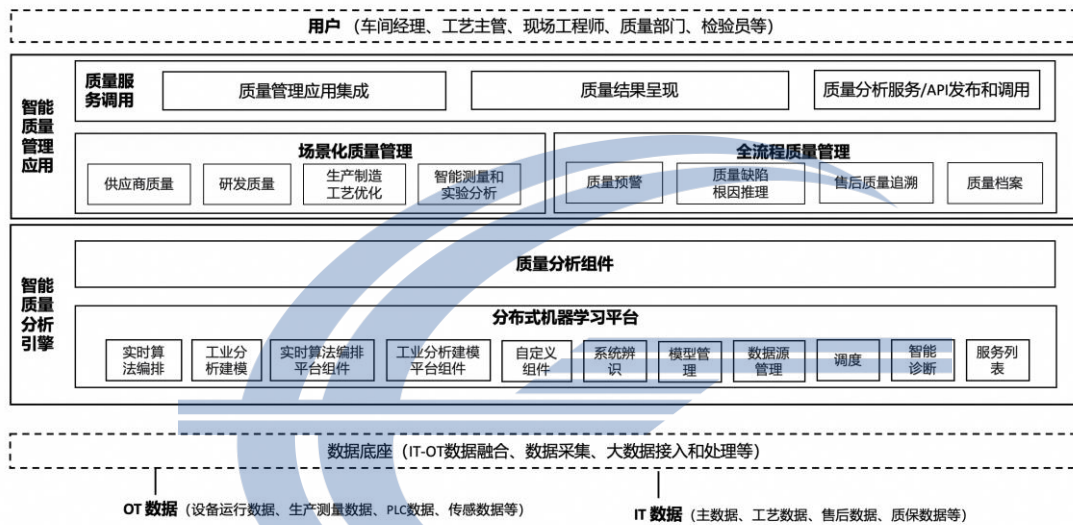 用户（车间经理、工艺主管、现场工程师、质量部门、检验员等）
智能
质量
管理
应用
质量服
务调用
质量管理应用集成
质量结果呈现
质量分析服务/API发布和调用
场景化质量管理
供应商质量
研发质量
生产制造
工艺优化
智能测量和
实验分析
全流程质量管理
质量预警
质量缺陷
根因推理
售后质量追溯
质量档案
智能
质量
分析
引擎
质量分析组件
分布式机器学习平台
实时算
法编排
工业分
析建模
实时算法编排
平台组件
工业分析建模
平台组件
自定义
组件
系统辨
识
模型管
理
数据源
管理
调度
智能
诊断
服务列
表
数据底座（IT-OT数据融合、数据采集、大数据接入和处理等）
OT 数据（设备运行数据、生产测量数据、PLC数据、传感数据等）
IT 数据（主数据、工艺数据、售后数据、质保数据等）